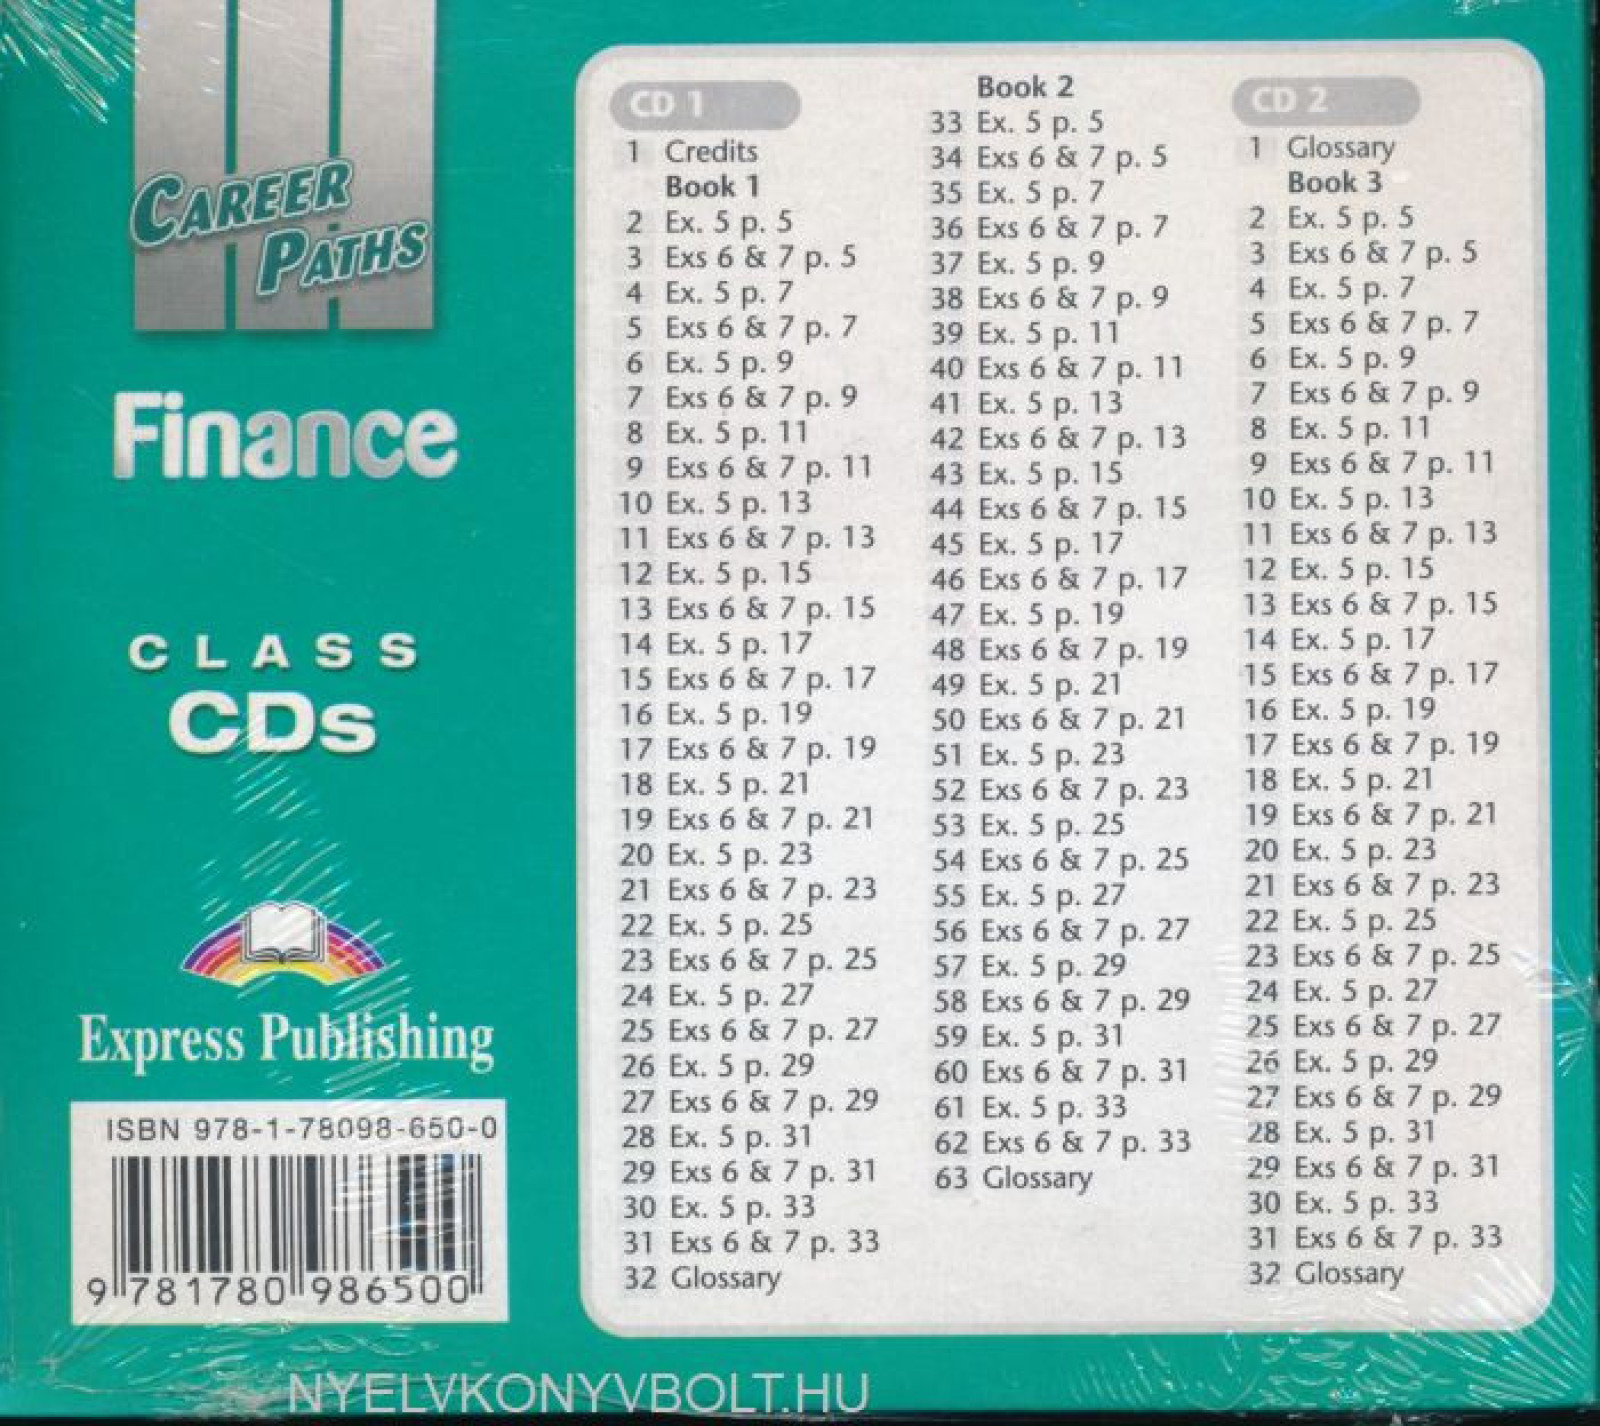 CAREER
PATHS
Finance
CLASS
CDs
Express Publishing
ISBN 978-1-78098-650-0
9 781780 986500
CD 1
1 Credits
Book 1
2 Ex. 5 p. 5
3 Exs 6 & 7 p. 5
4 Ex. 5 p. 7
5 Exs 6 & 7 p. 7
6 Ex. 5 p. 9
7 Exs 6 & 7 p. 9
8 Ex. 5 p. 11
9 Exs 6 & 7 p. 11
10 Ex. 5 p. 13
11 Exs 6 & 7 p. 13
12 Ex. 5 p. 15
13 Exs 6 & 7 p. 15
14 Ex. 5 p. 17
15 Exs 6 & 7 p. 17
16 Ex. 5 p. 19
17 Exs 6 & 7 p. 19
18 Ex. 5 p. 21
19 Exs 6 & 7 p. 21
20 Ex. 5 p. 23
21 Exs 6 & 7 p. 23
22 Ex. 5 p. 25
23 Exs 6 & 7 p. 25
24 Ex. 5 p. 27
25 Exs 6 & 7 p. 27
26 Ex. 5 p. 29
27 Exs 6 & 7 p. 29
28 Ex. 5 p. 31
29 Exs 6 & 7 p. 31
30 Ex. 5 p. 33
31 Exs 6 & 7 p. 33
32 Glossary
Book 2
33 Ex. 5 p. 5
34 Exs 6 & 7 p. 5
35 Ex. 5 p. 7
36 Exs 6 & 7 p. 7
37 Ex. 5 p. 9
38 Exs 6 & 7 p. 9
39 Ex. 5 p. 11
40 Exs 6 & 7 p. 11
41 Ex. 5 p. 13
42 Exs 6 & 7 p. 13
43 Ex. 5 p. 15
44 Exs 6 & 7 p. 15
45 Ex. 5 p. 17
46 Exs 6 & 7 p. 17
47 Ex. 5 p. 19
48 Exs 6 & 7 p. 19
49 Ex. 5 p. 21
50 Exs 6 & 7 p. 21
51 Ex. 5 p. 23
52 Exs 6 & 7 p. 23
53 Ex. 5 p. 25
54 Exs 6 & 7 p. 25
55 Ex. 5 p. 27
56 Exs 6 & 7 p. 27
57 Ex. 5 p. 29
58 Exs 6 & 7 p. 29
59 Ex. 5 p. 31
60 Exs 6 & 7 p. 31
61 Ex. 5 p. 33
62 Exs 6 & 7 p. 33
63 Glossary
CD 2
1 Glossary
Book 3
2 Ex. 5 p. 5
3 Exs 6 & 7 p. 5
4 Ex. 5 p. 7
5 Exs 6 & 7 p. 7
6 Ex. 5 p. 9
7 Exs 6 & 7 p. 9
8 Ex. 5 p. 11
9 Exs 6 & 7 p. 11
10 Ex. 5 p. 13
11 Exs 6 & 7 p. 13
12 Ex. 5 p. 15
13 Exs 6 & 7 p. 15
14 Ex. 5 p. 17
15 Exs 6 & 7 p. 17
16 Ex. 5 p. 19
17 Exs 6 & 7 p. 19
18 Ex. 5 p. 21
19 Exs 6 & 7 p. 21
20 Ex. 5 p. 23
21 Exs 6 & 7 p. 23
22 Ex. 5 p. 25
23 Exs 6 & 7 p. 25
24 Ex. 5 p. 27
25 Exs 6 & 7 p. 27
26 Ex. 5 p. 29
27 Exs 6 & 7 p. 29
28 Ex. 5 p. 31
29 Exs 6 & 7 p. 31
30 Ex. 5 p. 33
31 Exs 6 & 7 p. 33
32 Glossary
NYELVKONYVBOLT.HU